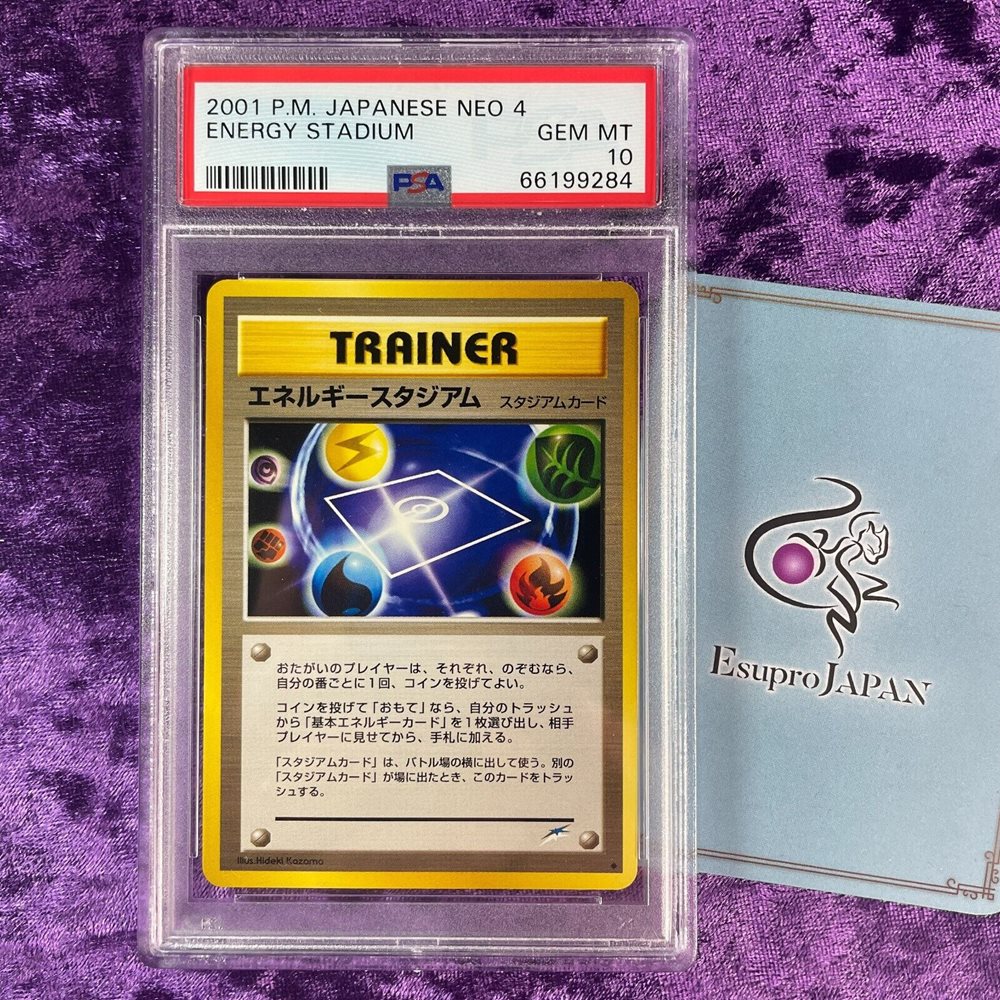 2001 P.M. JAPANESE NEO 4
ENERGY STADIUM
GEM MT
10
PSA
66199284
TRAINER
エネルギースタジアム スタジアムカード
おたがいのプレイヤーは、それぞれ、のぞむなら、
自分の番ごとに1回、コインを投げてよい。
コインを投げて「おもて」なら、自分のトラッシュ
から「基本エネルギーカード」を1枚選び出し、相手
プレイヤーに見せてから、手札に加える。
「スタジアムカード」は、バトル場の横に出して使う。別の
「スタジアムカード」が場に出たとき、このカードをトラッ
シュする。
Illus.Hideki Kazama
EsuproJAPAN